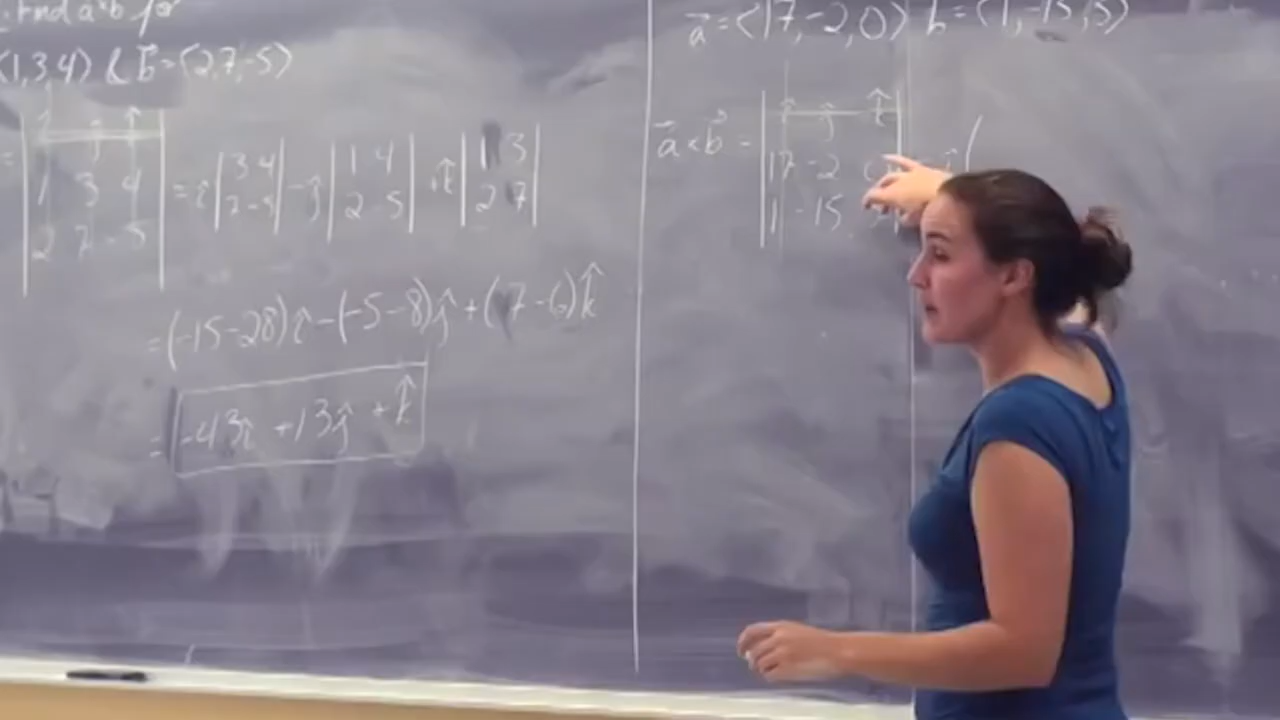 Find a×b for
⟨1,3,4⟩ & b⃗=⟨2,7,-5⟩
= | î ĵ k̂ |
| 1 3 4 |
| 2 7 -5 |
= î | 3 4 | - ĵ | 1 4 | + k̂ | 1 3 |
| 7 -5 | | 2 -5 | | 2 7 |
= (-15-28)î - (-5-8)ĵ + (7-6)k̂
= -43î + 13ĵ + k̂
a⃗=⟨17,-2,0⟩ b=⟨1,-15,5⟩
a⃗×b⃗ = | î ĵ k̂ |
| 17 -2 0 | = î (
| 1 -15 5 |